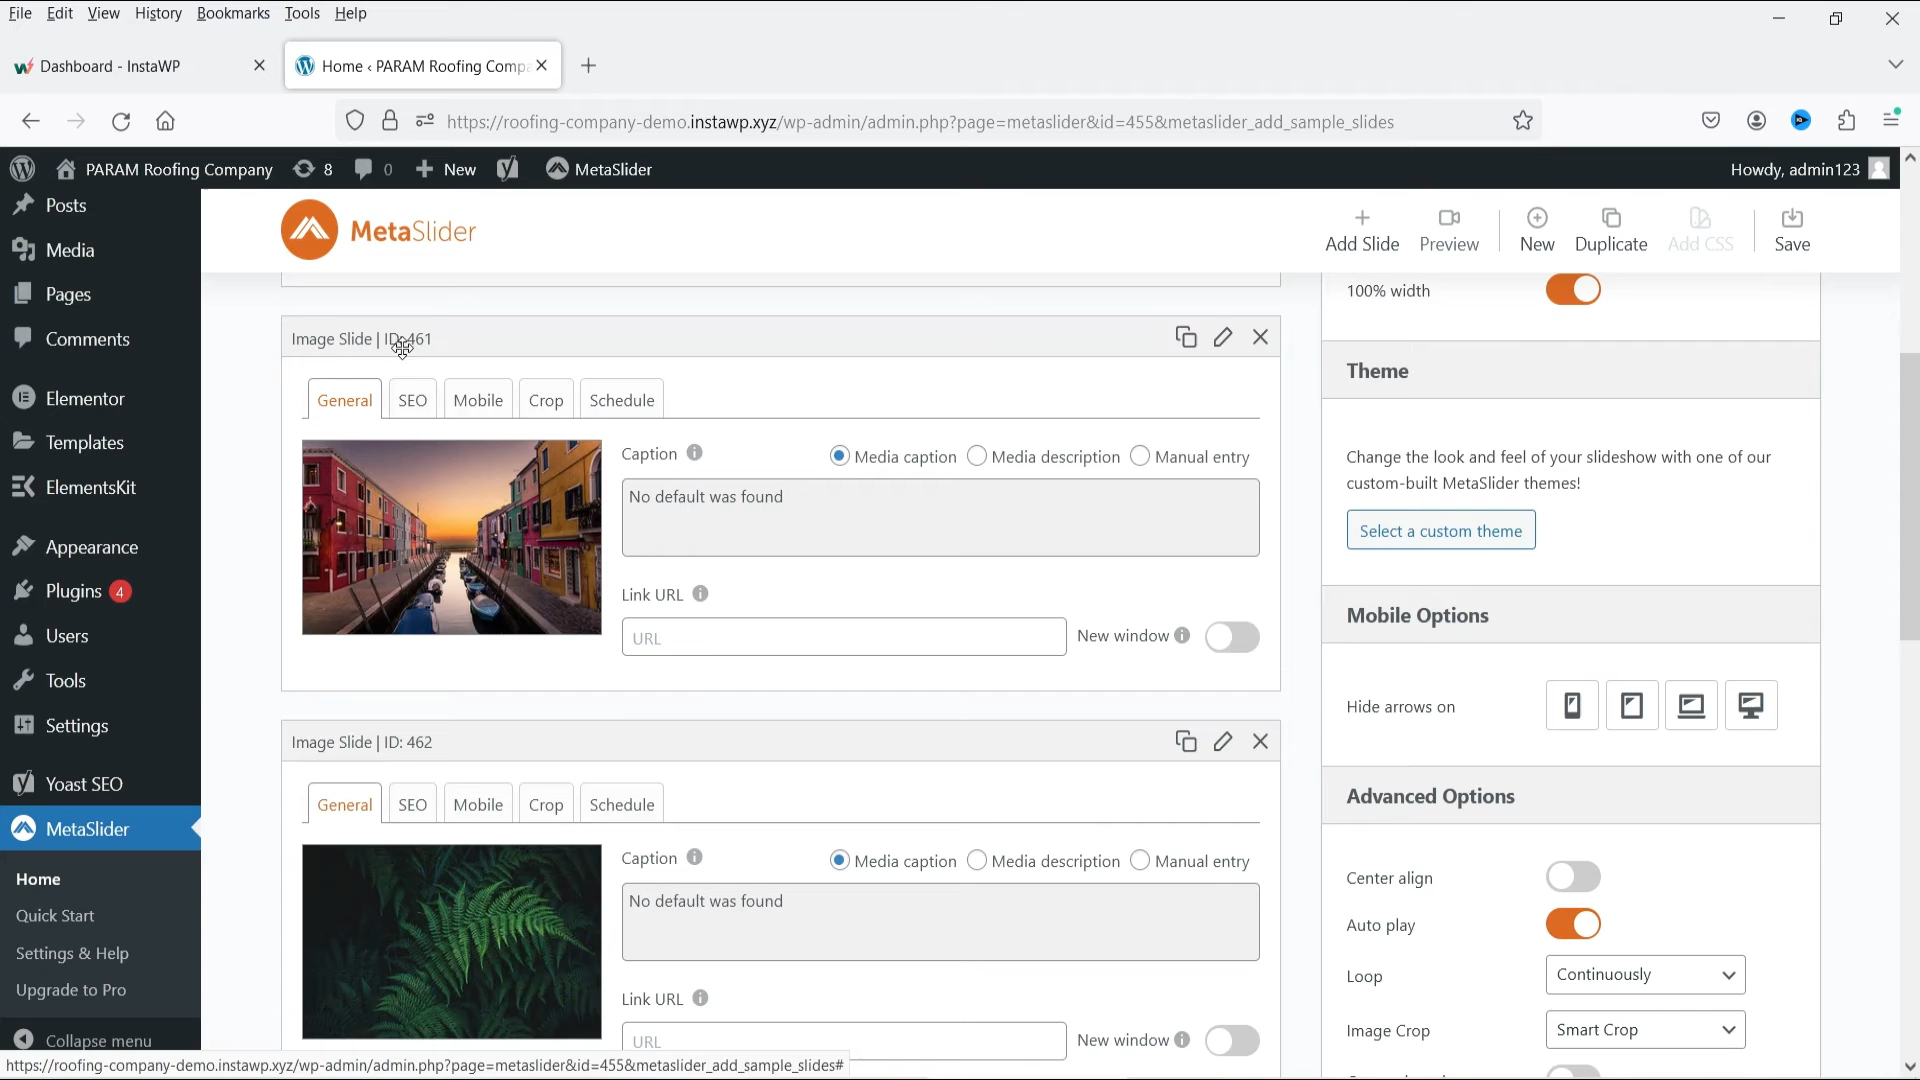 File Edit View History Bookmarks Tools Help
Dashboard - InstaWP
Home ‹ PARAM Roofing Comp
https://roofing-company-demo.instawp.xyz/wp-admin/admin.php?page=metaslider&id=455&metaslider_add_sample_slides
PARAM Roofing Company 8 0 New MetaSlider Howdy, admin123
Posts
Media
Pages
Comments
Elementor
Templates
ElementsKit
Appearance
Plugins 4
Users
Tools
Settings
Yoast SEO
MetaSlider
Home
Quick Start
Settings & Help
Upgrade to Pro
Collapse menu
MetaSlider
Add Slide Preview New Duplicate Add CSS Save
Image Slide | ID: 461
General SEO Mobile Crop Schedule
Caption Media caption Media description Manual entry
No default was found
Link URL
URL New window
Image Slide | ID: 462
General SEO Mobile Crop Schedule
Caption Media caption Media description Manual entry
No default was found
Link URL
URL New window
100% width
Theme
Change the look and feel of your slideshow with one of our
custom-built MetaSlider themes!
Select a custom theme
Mobile Options
Hide arrows on
Advanced Options
Center align
Auto play
Loop Continuously
Image Crop Smart Crop
https://roofing-company-demo.instawp.xyz/wp-admin/admin.php?page=metaslider&id=455&metaslider_add_sample_slides#